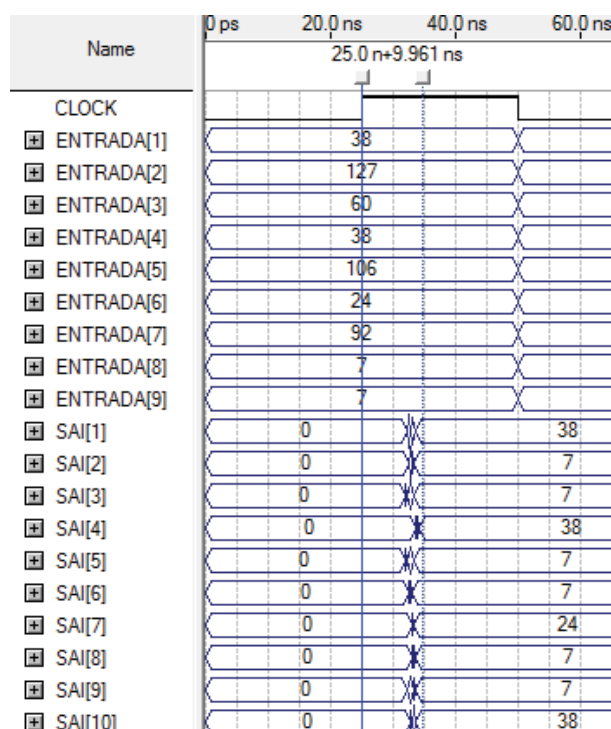 Name
0 ps 20.0 ns 40.0 ns 60.0 ns
25.0 n+9.961 ns
CLOCK
ENTRADA[1] 38
ENTRADA[2] 127
ENTRADA[3] 60
ENTRADA[4] 38
ENTRADA[5] 106
ENTRADA[6] 24
ENTRADA[7] 92
ENTRADA[8] 7
ENTRADA[9] 7
SAI[1] 0 38
SAI[2] 0 7
SAI[3] 0 7
SAI[4] 0 38
SAI[5] 0 7
SAI[6] 0 7
SAI[7] 0 24
SAI[8] 0 7
SAI[9] 0 7
SAI[10] 0 38